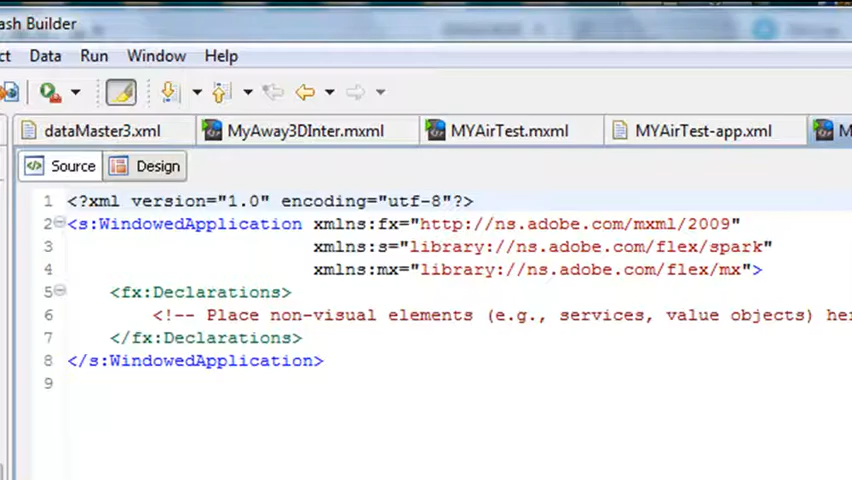 ash Builder
ct Data Run Window Help
dataMaster3.xml MyAway3DInter.mxml MYAirTest.mxml MYAirTest-app.xml M
Source Design
1 <?xml version="1.0" encoding="utf-8"?>
2 <s:WindowedApplication xmlns:fx="http://ns.adobe.com/mxml/2009"
3 xmlns:s="library://ns.adobe.com/flex/spark"
4 xmlns:mx="library://ns.adobe.com/flex/mx">
5 <fx:Declarations>
6 <!-- Place non-visual elements (e.g., services, value objects) her
7 </fx:Declarations>
8 </s:WindowedApplication>
9